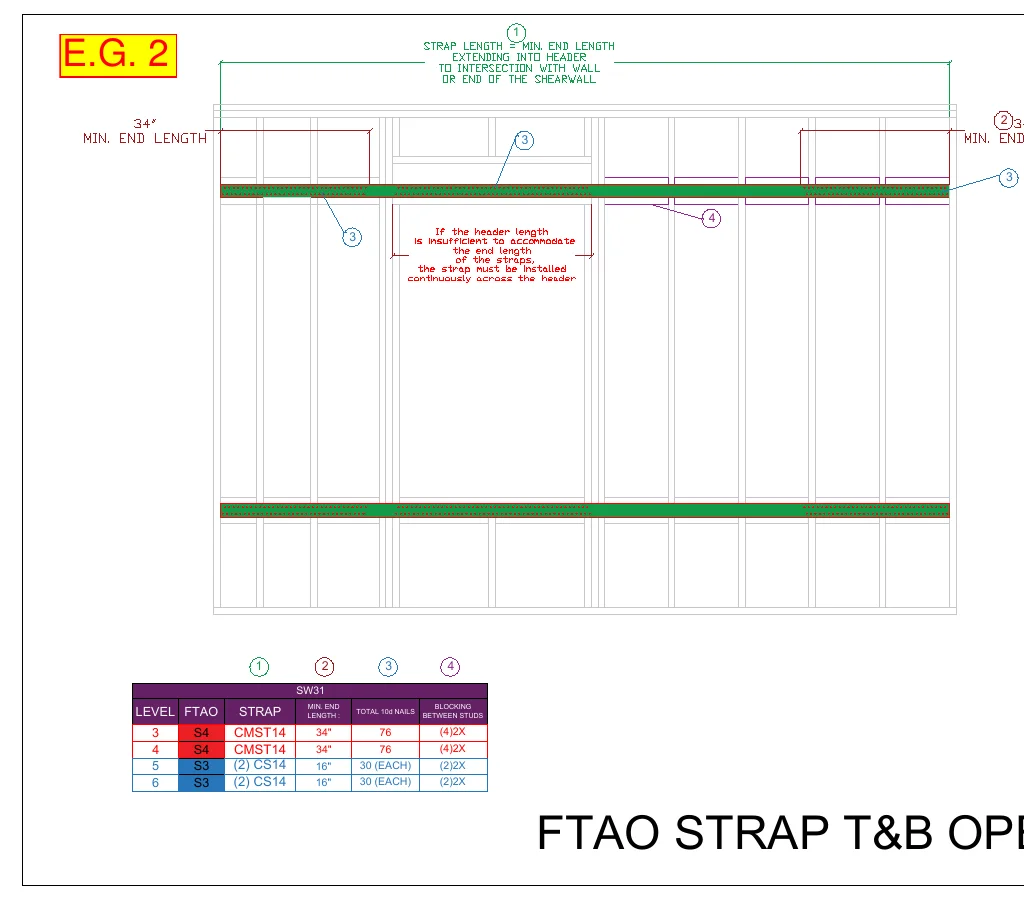 E.G. 2
1
STRAP LENGTH = MIN. END LENGTH
EXTENDING INTO HEADER
TO INTERSECTION WITH WALL
OR END OF THE SHEARWALL
34"
MIN. END LENGTH
2
MIN. END
3
3
3
4
If the header length
is insufficient to accommodate
the end length
of the straps,
the strap must be installed
continuously across the header
1 2 3 4
SW31
LEVEL FTAO STRAP MIN. END LENGTH : TOTAL 10d NAILS BLOCKING BETWEEN STUDS
3 S4 CMST14 34" 76 (4)2X
4 S4 CMST14 34" 76 (4)2X
5 S3 (2) CS14 16" 30 (EACH) (2)2X
6 S3 (2) CS14 16" 30 (EACH) (2)2X
FTAO STRAP T&B OPE